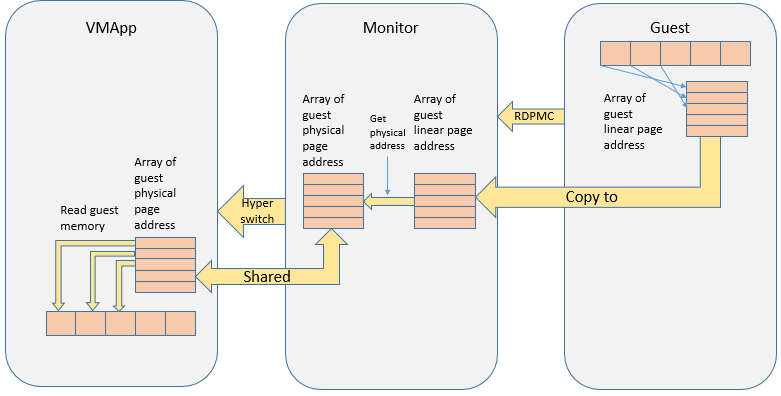 VMApp
Monitor
Guest
Array of
guest
physical
page
address
Array of
guest
linear page
address
Get
physical
address
RDPMC
Array of
guest
linear page
address
Array of
guest
physical
page
address
Read guest
memory
Hyper
switch
Copy to
Shared